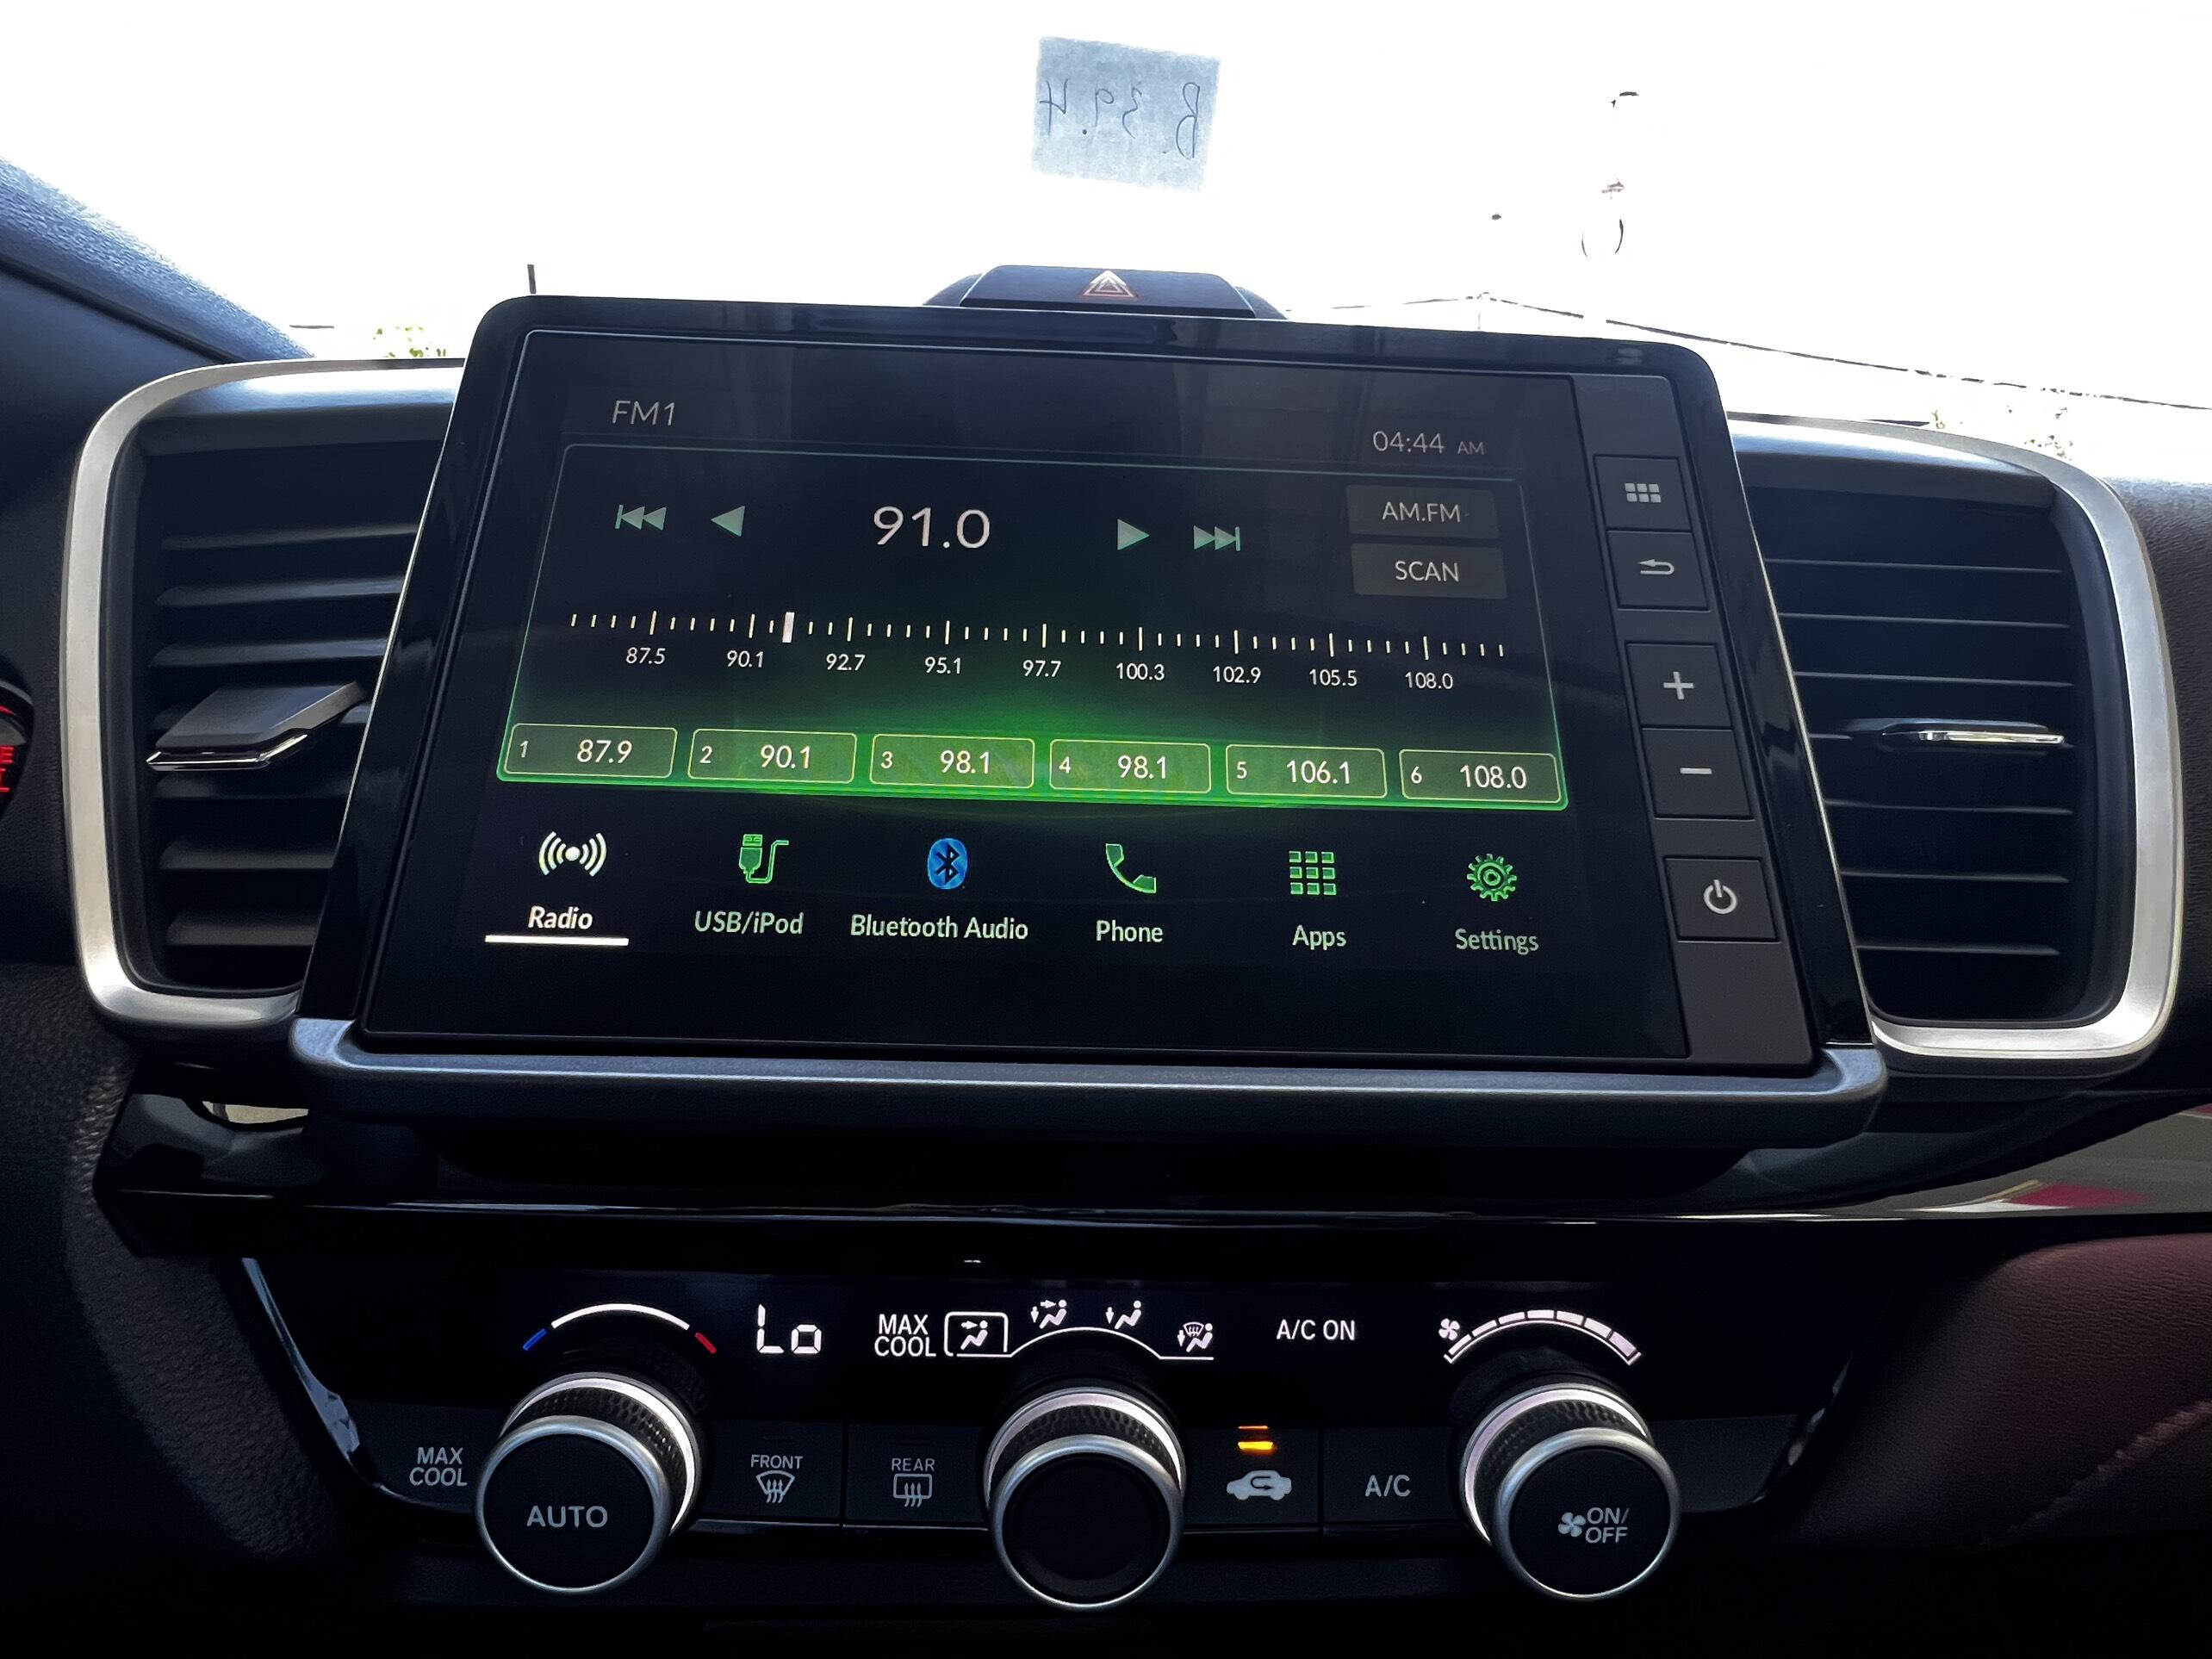 B 39.4
FM1
04:44 AM
91.0
AM.FM
SCAN
87.5 90.1 92.7 95.1 97.7 100.3 102.9 105.5 108.0
1 87.9 2 90.1 3 98.1 4 98.1 5 106.1 6 108.0
Radio USB/iPod Bluetooth Audio Phone Apps Settings
Lo
MAX
COOL
A/C ON
MAX
COOL
AUTO
FRONT
REAR
A/C
ON/
OFF